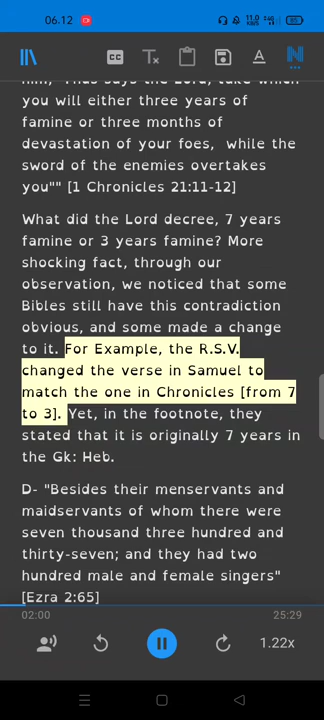 06.12
11.0
CC
T×
A
N
him, "Thus says the Lord, take which
you will either three years of
famine or three months of
devastation of your foes,  while the
sword of the enemies overtakes
you"" [1 Chronicles 21:11-12]
What did the Lord decree, 7 years
famine or 3 years famine? More
shocking fact, through our
observation, we noticed that some
Bibles still have this contradiction
obvious, and some made a change
to it. For Example, the R.S.V.
changed the verse in Samuel to
match the one in Chronicles [from 7
to 3]. Yet, in the footnote, they
stated that it is originally 7 years in
the Gk: Heb.
D- "Besides their menservants and
maidservants of whom there were
seven thousand three hundred and
thirty-seven; and they had two
hundred male and female singers"
[Ezra 2:65]
02:00
25:29
1.22x